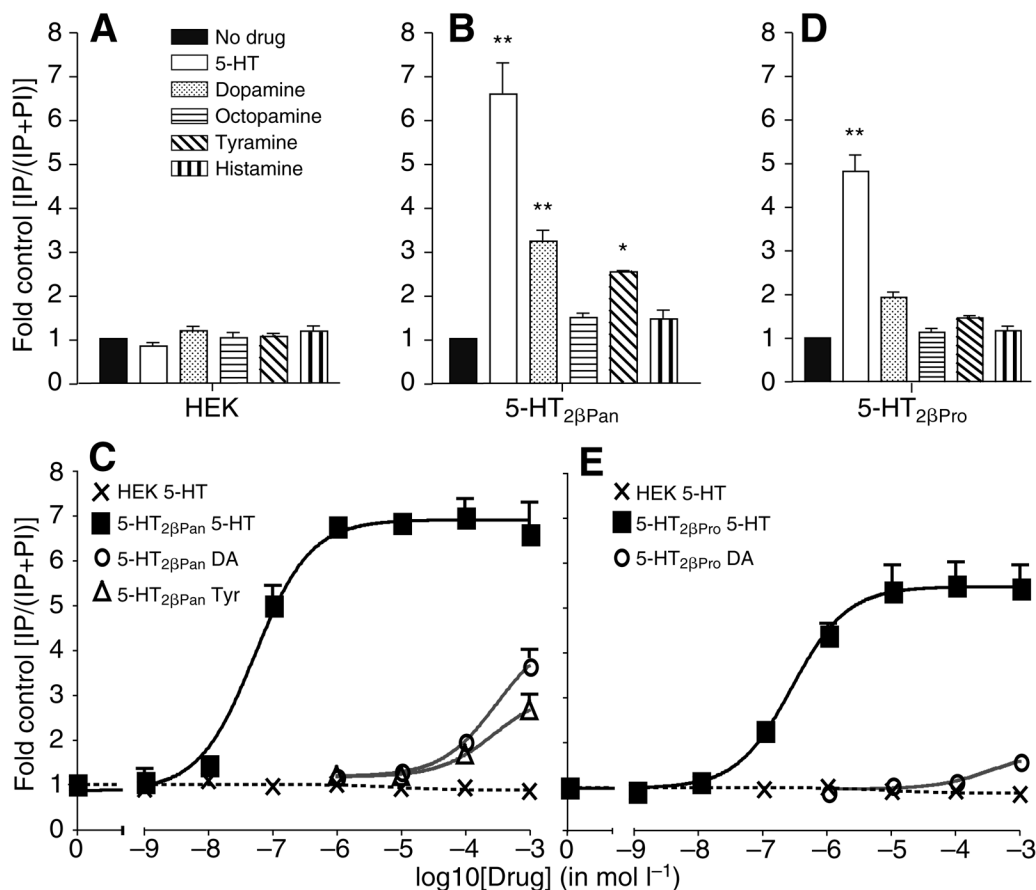 A
B
D
No drug
5-HT
Dopamine
Octopamine
Tyramine
Histamine
Fold control [IP/(IP+PI)]
8
7
6
5
4
3
2
1
0
HEK
8
7
6
5
4
3
2
1
0
**
**
*
5-HT2βPan
8
7
6
5
4
3
2
1
0
**
5-HT2βPro
C
HEK 5-HT
5-HT2βPan 5-HT
5-HT2βPan DA
5-HT2βPan Tyr
Fold control [IP/(IP+PI)]
8
7
6
5
4
3
2
1
0
0 –9 –8 –7 –6 –5 –4 –3
E
HEK 5-HT
5-HT2βPro 5-HT
5-HT2βPro DA
0 –9 –8 –7 –6 –5 –4 –3
log10[Drug] (in mol l–1)